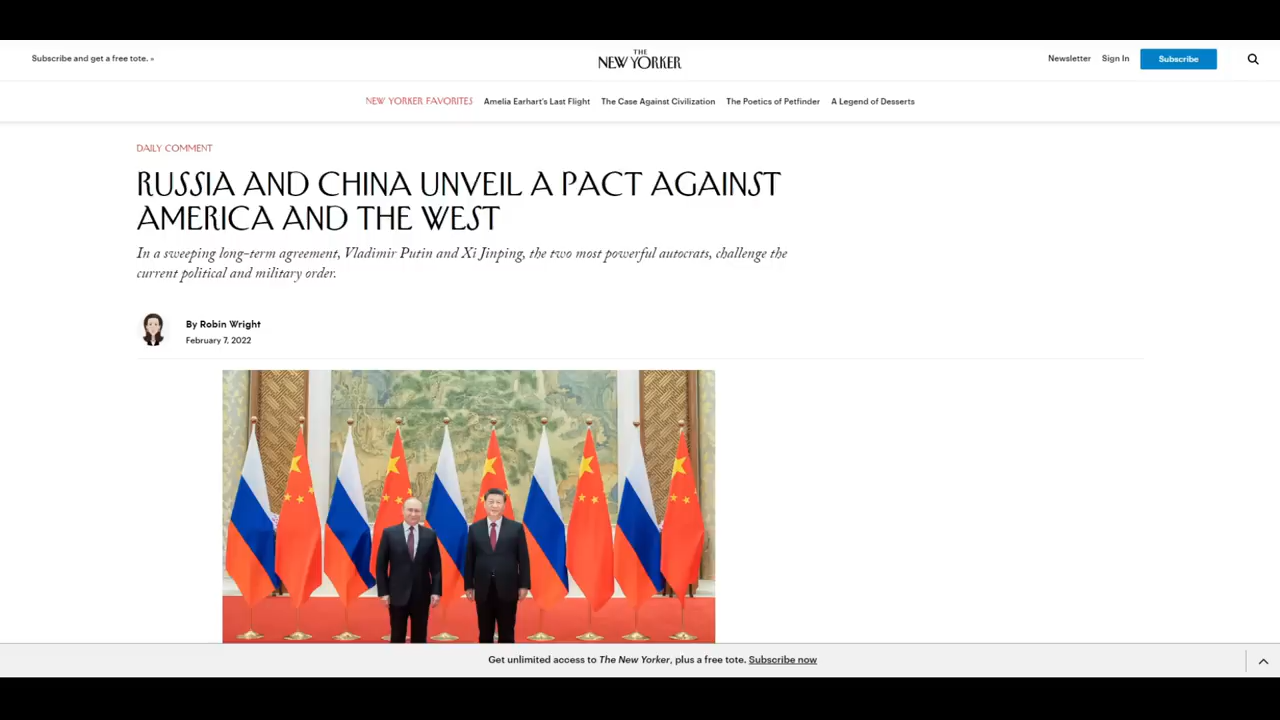 Subscribe and get a free tote. »
THE
NEW YORKER
Newsletter
Sign In
Subscribe
NEW YORKER FAVORITES
Amelia Earhart's Last Flight
The Case Against Civilization
The Poetics of Petfinder
A Legend of Desserts
DAILY COMMENT
RUSSIA AND CHINA UNVEIL A PACT AGAINST
AMERICA AND THE WEST
In a sweeping long-term agreement, Vladimir Putin and Xi Jinping, the two most powerful autocrats, challenge the
current political and military order.
By Robin Wright
February 7, 2022
Get unlimited access to The New Yorker, plus a free tote. Subscribe now